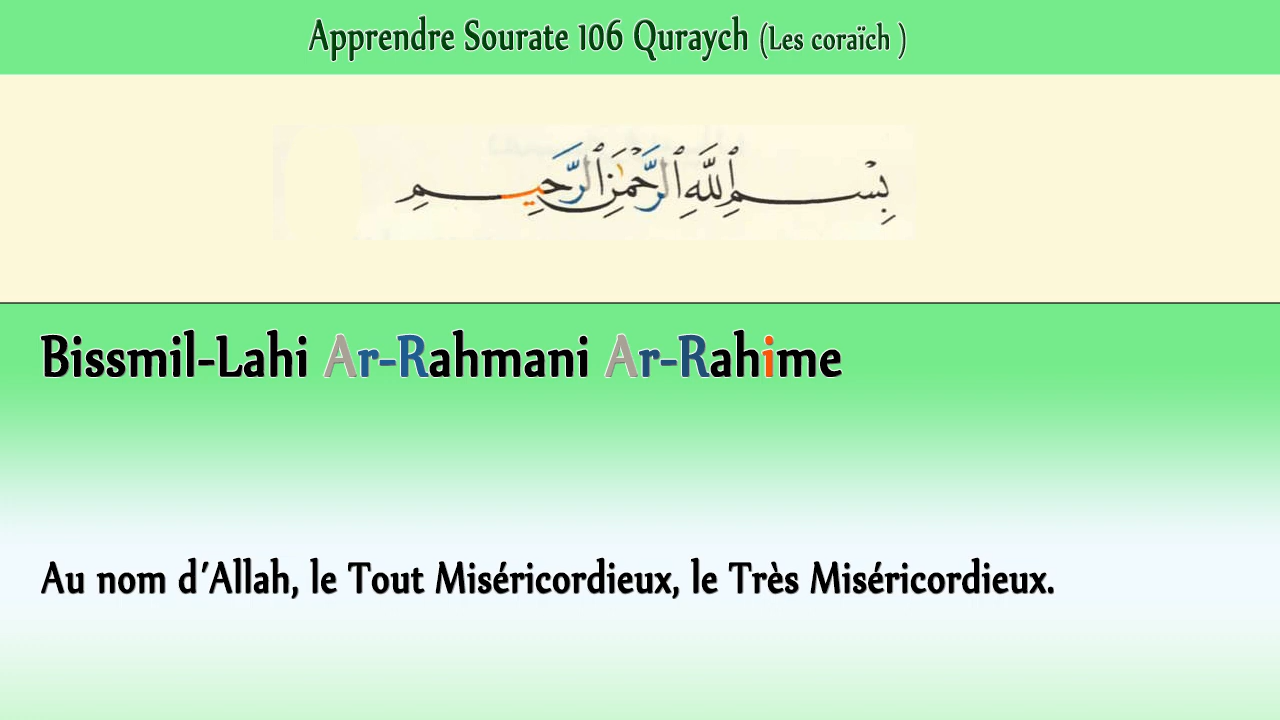 Apprendre Sourate 106 Quraych (Les coraïch )
بِسْمِ ٱللَّهِ ٱلرَّحْمَٰنِ ٱلرَّحِيمِ
Bissmil-Lahi Ar-Rahmani Ar-Rahime
Au nom d'Allah, le Tout Miséricordieux, le Très Miséricordieux.